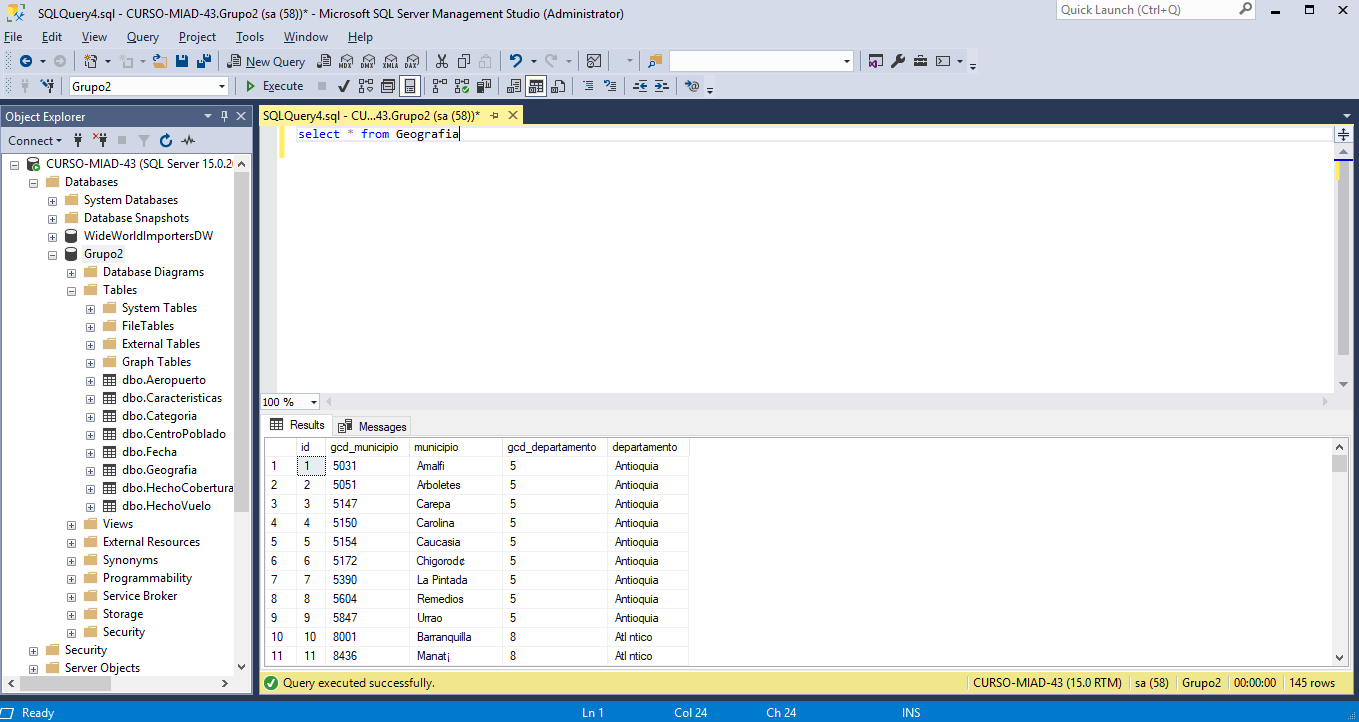 SQLQuery4.sql - CURSO-MIAD-43.Grupo2 (sa (58))* - Microsoft SQL Server Management Studio (Administrator)
Quick Launch (Ctrl+Q)
File Edit View Query Project Tools Window Help
New Query
MDX DMX XMLA DAX
Grupo2
Execute
Object Explorer
Connect
CURSO-MIAD-43 (SQL Server 15.0.20
Databases
System Databases
Database Snapshots
WideWorldImportersDW
Grupo2
Database Diagrams
Tables
System Tables
FileTables
External Tables
Graph Tables
dbo.Aeropuerto
dbo.Caracteristicas
dbo.Categoria
dbo.CentroPoblado
dbo.Fecha
dbo.Geografia
dbo.HechoCobertura
dbo.HechoVuelo
Views
External Resources
Synonyms
Programmability
Service Broker
Storage
Security
Security
Server Objects
SQLQuery4.sql - CU...43.Grupo2 (sa (58))*
select * from Geografia
100 %
Results Messages
id gcd_municipio municipio gcd_departamento departamento
1 1 5031 Amalfi 5 Antioquia
2 2 5051 Arboletes 5 Antioquia
3 3 5147 Carepa 5 Antioquia
4 4 5150 Carolina 5 Antioquia
5 5 5154 Caucasia 5 Antioquia
6 6 5172 Chigorod¢ 5 Antioquia
7 7 5390 La Pintada 5 Antioquia
8 8 5604 Remedios 5 Antioquia
9 9 5847 Urrao 5 Antioquia
10 10 8001 Barranquilla 8 Atl ntico
11 11 8436 Manat¡ 8 Atl ntico
Query executed successfully.
CURSO-MIAD-43 (15.0 RTM) sa (58) Grupo2 00:00:00 145 rows
Ready Ln 1 Col 24 Ch 24 INS